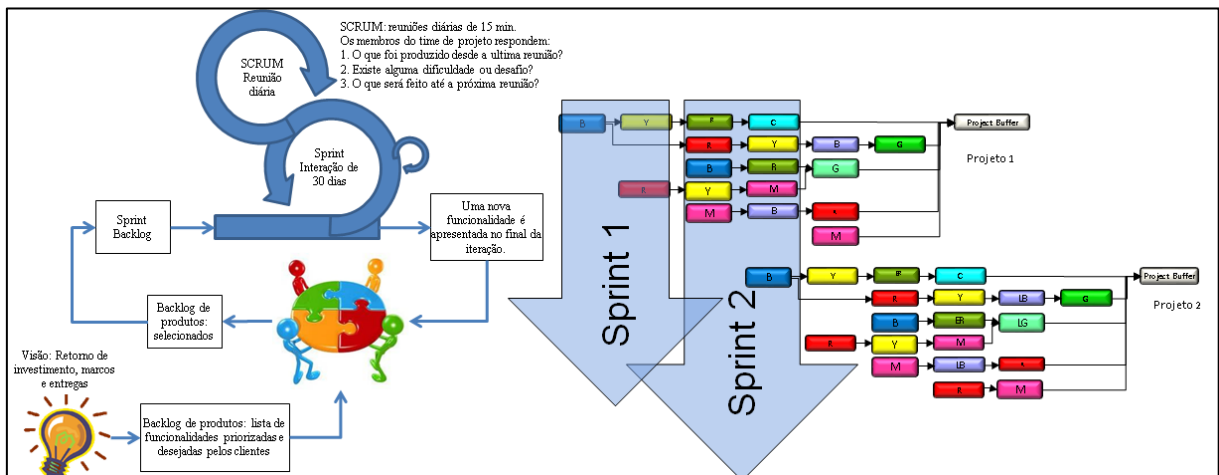 SCRUM: reuniões diárias de 15 min.
Os membros do time de projeto respondem:
1. O que foi produzido desde a ultima reunião?
2. Existe alguma dificuldade ou desafio?
3. O que será feito até a próxima reunião?
SCRUM
Reunião
diária
Sprint
Interação de
30 dias
Sprint
Backlog
Uma nova
funcionalidade é
apresentada no final da
iteração.
Backlog de
produtos:
selecionados
Visão: Retorno de
investimento, marcos
e entregas
Backlog de produtos: lista de
funcionalidades priorizadas e
desejadas pelos clientes
Sprint 1
Sprint 2
B Y C Project Buffer
R Y B G
Projeto 1
B R G
R Y M
M B
M
B Y C Project Buffer
R Y LB G
Projeto 2
B ER LG
R Y M
M LB
R M